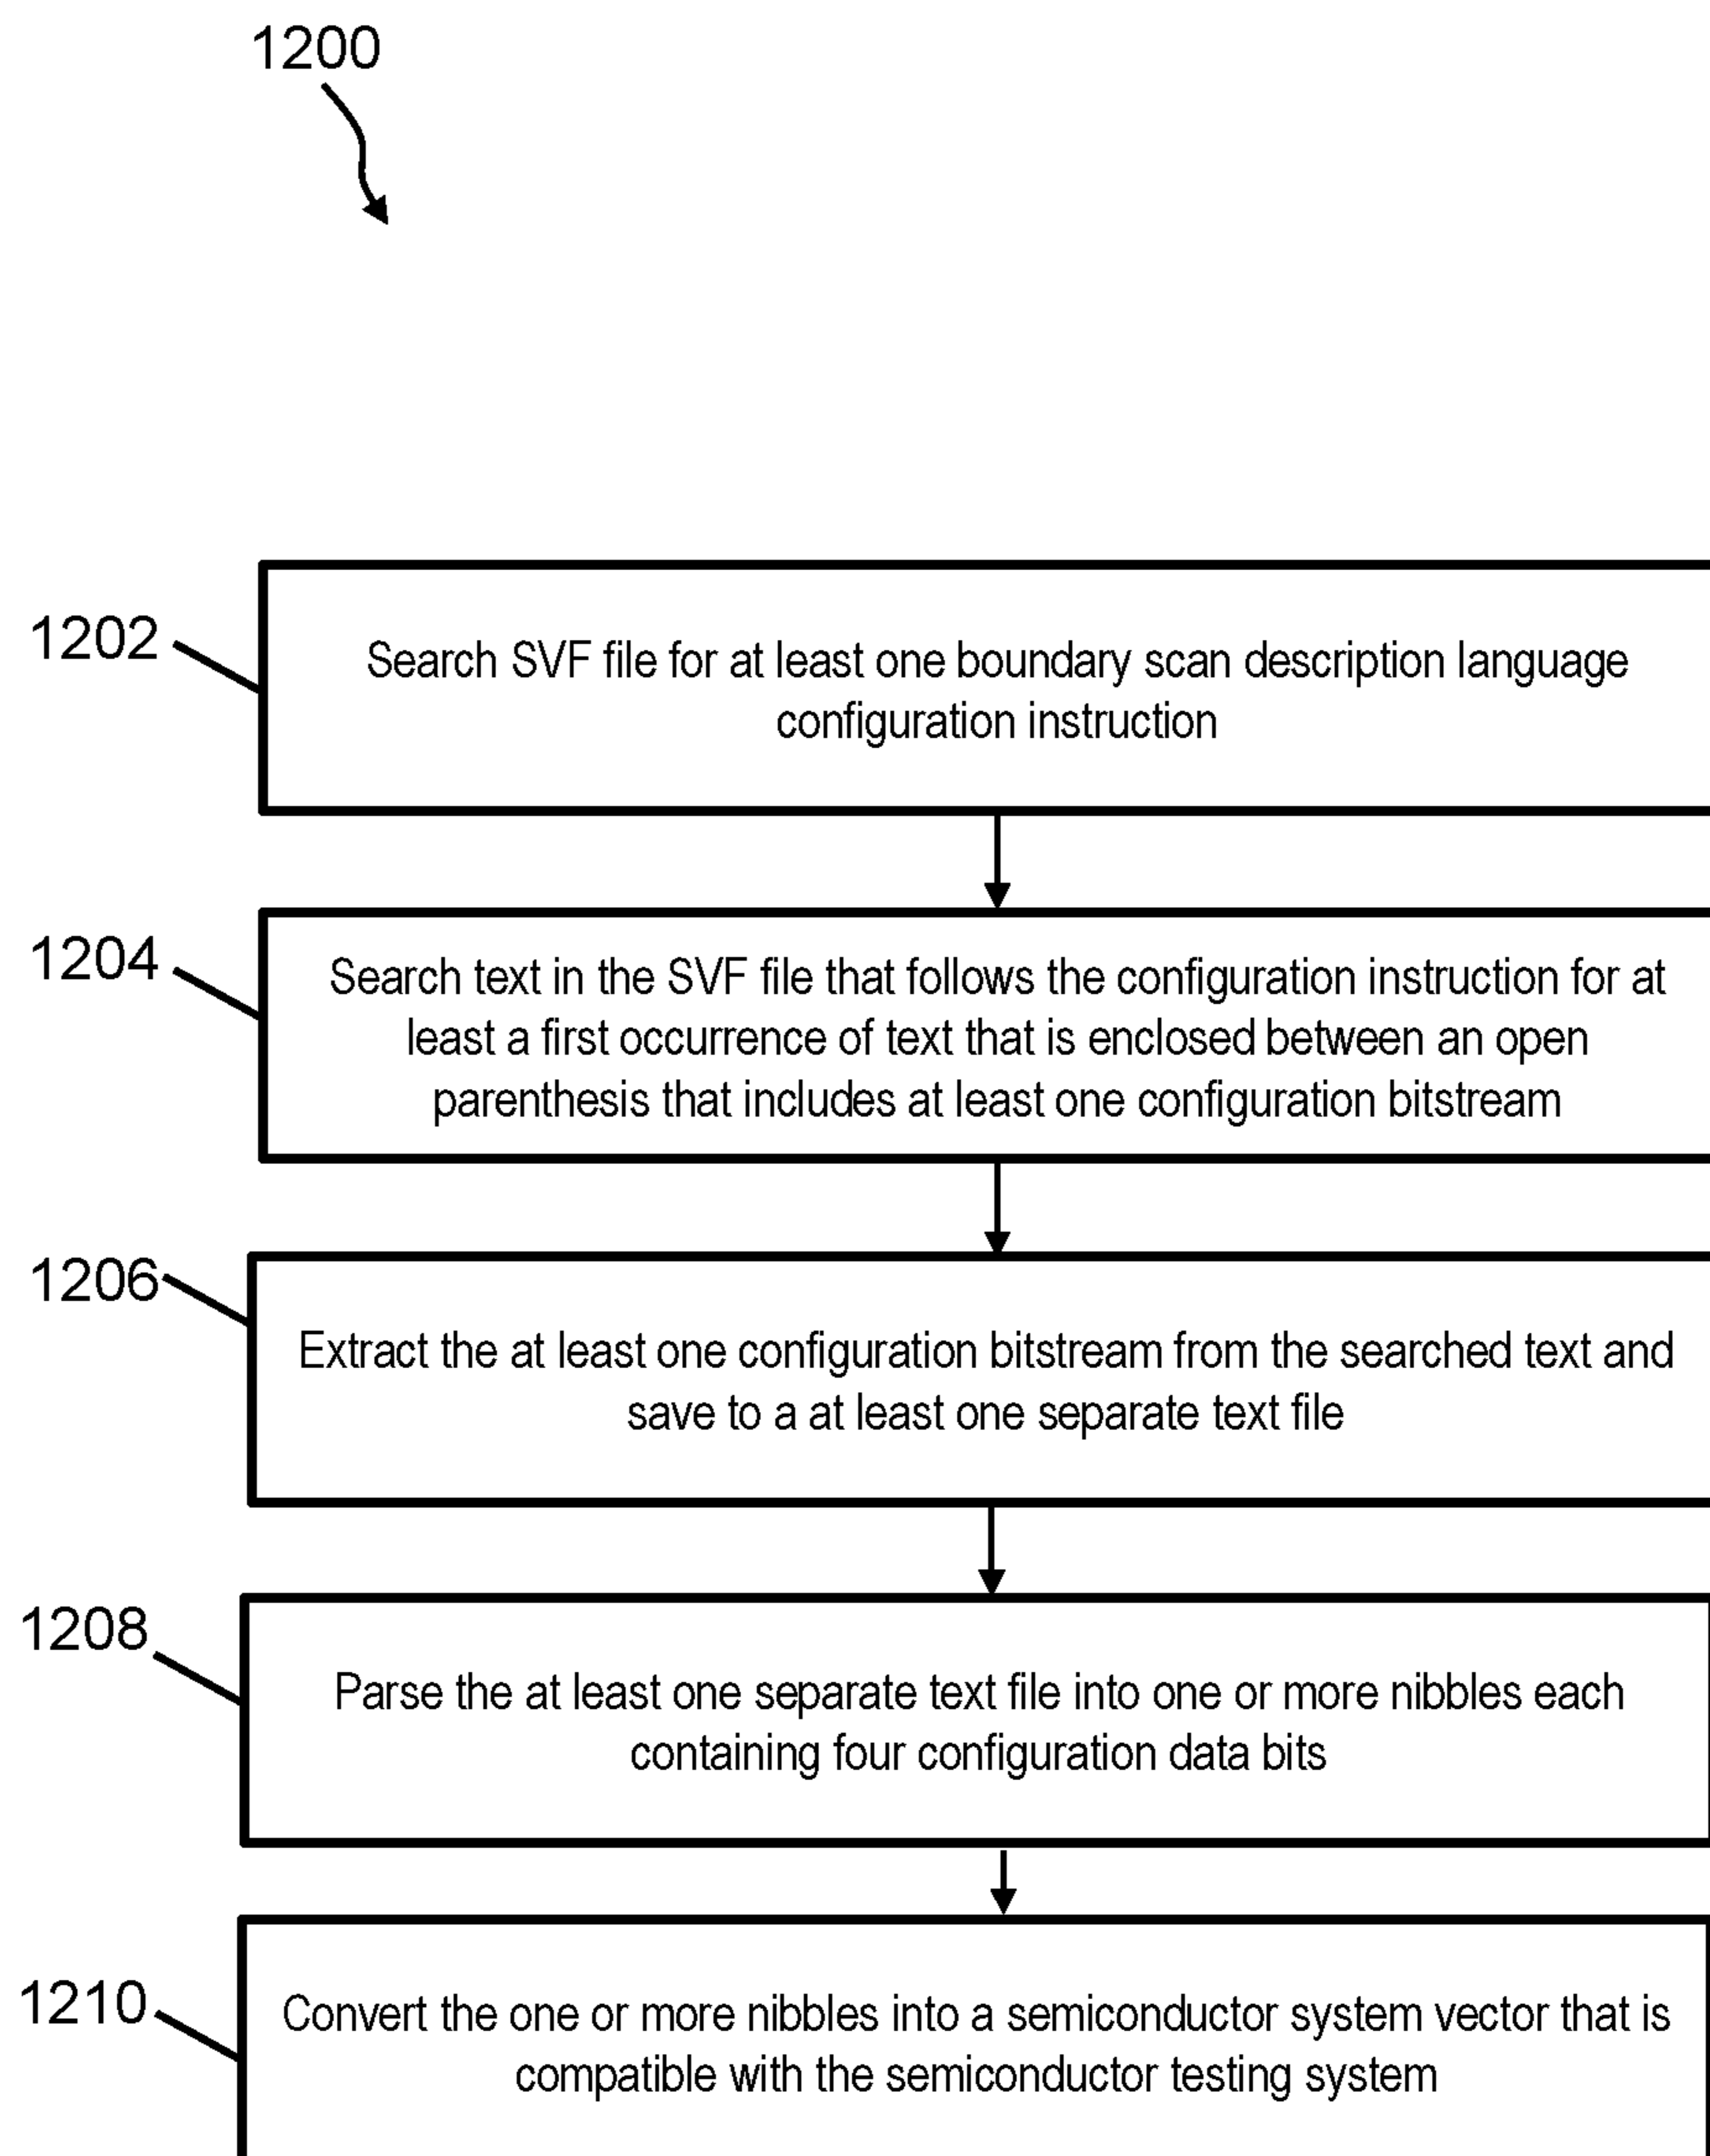 1200
1202
Search SVF file for at least one boundary scan description language
configuration instruction
1204
Search text in the SVF file that follows the configuration instruction for at
least a first occurrence of text that is enclosed between an open
parenthesis that includes at least one configuration bitstream
1206
Extract the at least one configuration bitstream from the searched text and
save to a at least one separate text file
1208
Parse the at least one separate text file into one or more nibbles each
containing four configuration data bits
1210
Convert the one or more nibbles into a semiconductor system vector that is
compatible with the semiconductor testing system